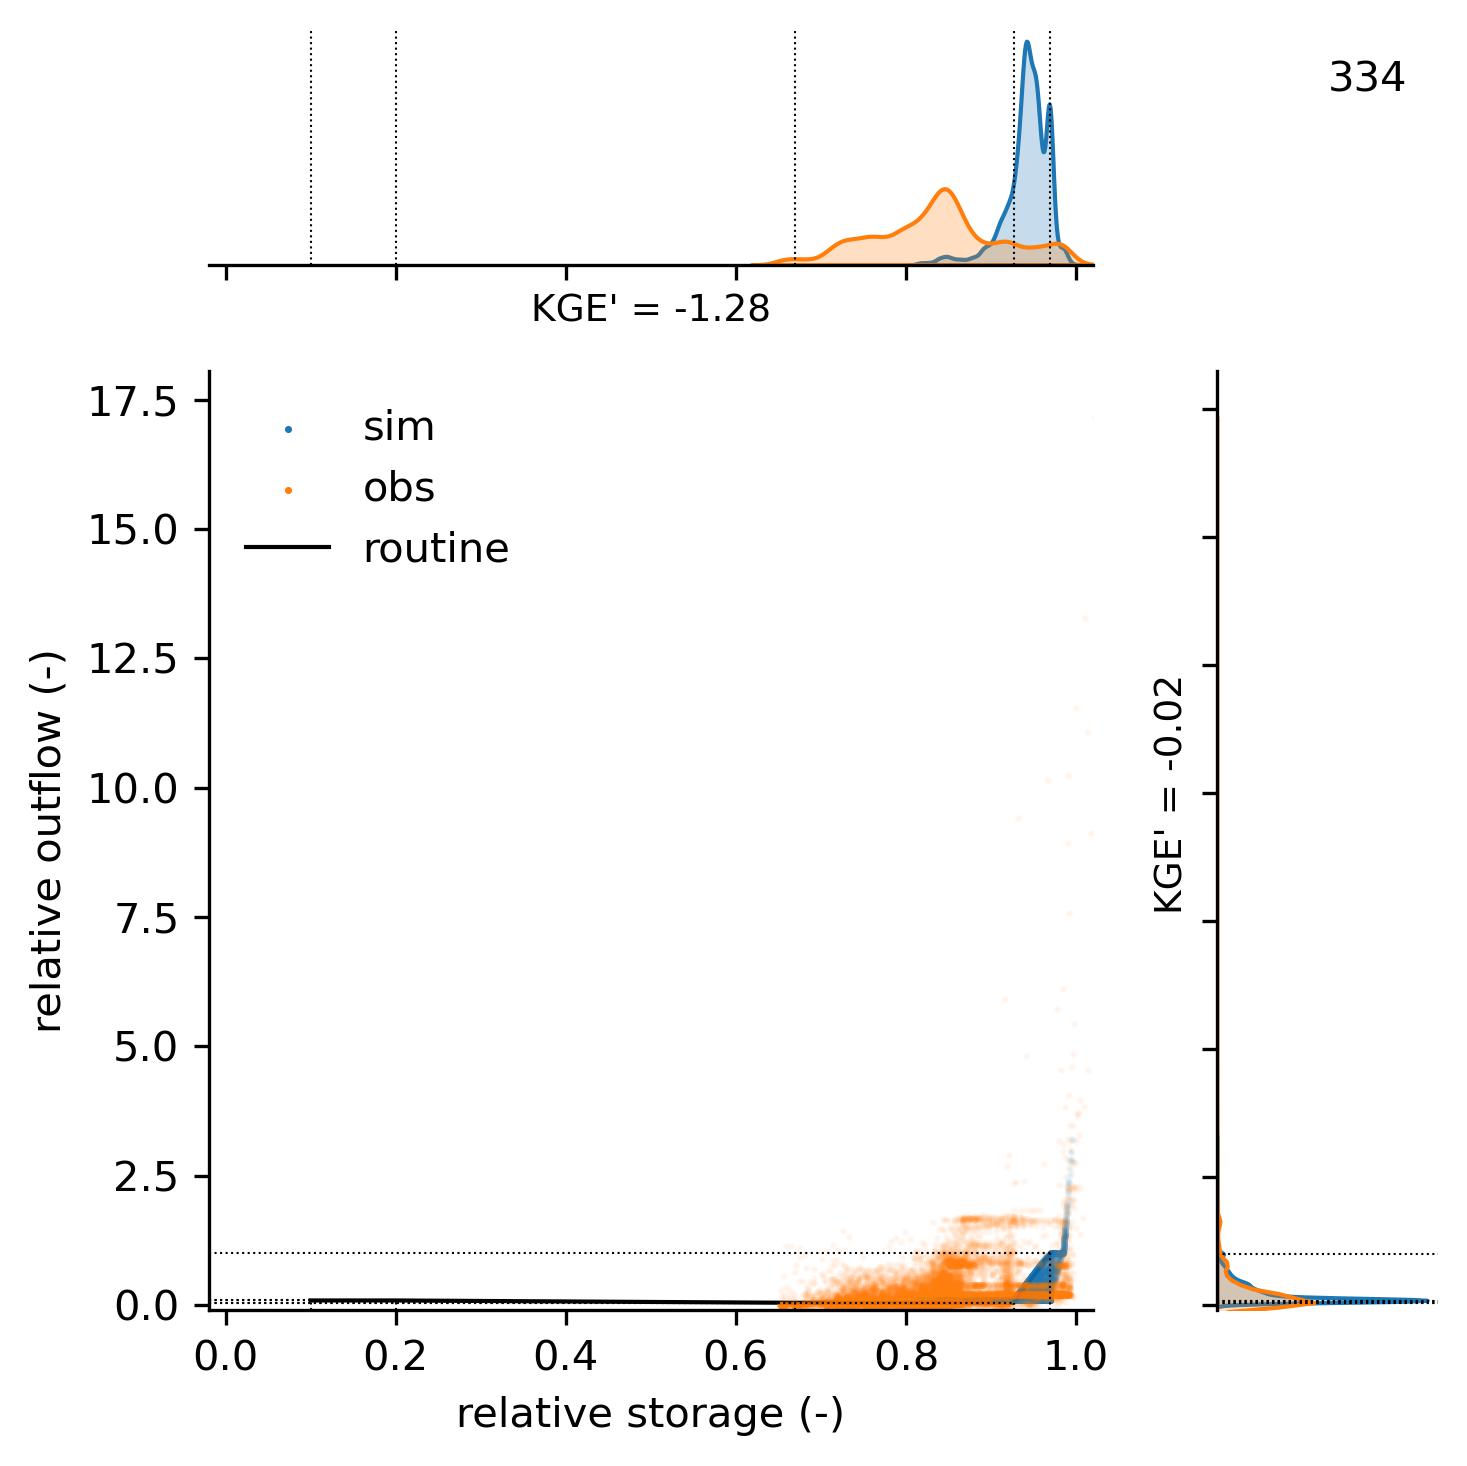 334
KGE' = -1.28
17.5
15.0
12.5
10.0
7.5
5.0
2.5
0.0
relative outflow (-)
sim
obs
routine
KGE' = -0.02
0.0 0.2 0.4 0.6 0.8 1.0
relative storage (-)